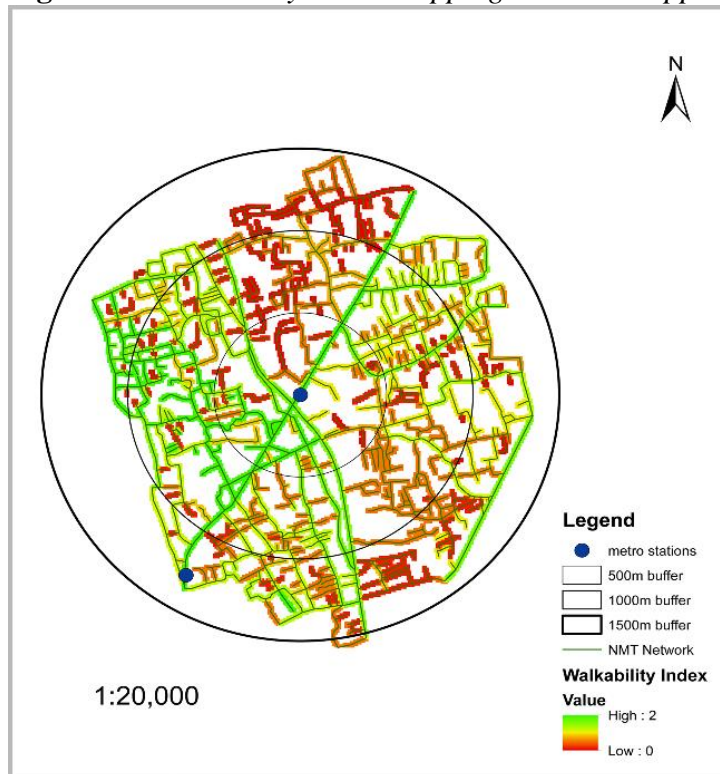 N
Legend
metro stations
500m buffer
1000m buffer
1500m buffer
NMT Network
Walkability Index
Value
High : 2
Low : 0
1:20,000